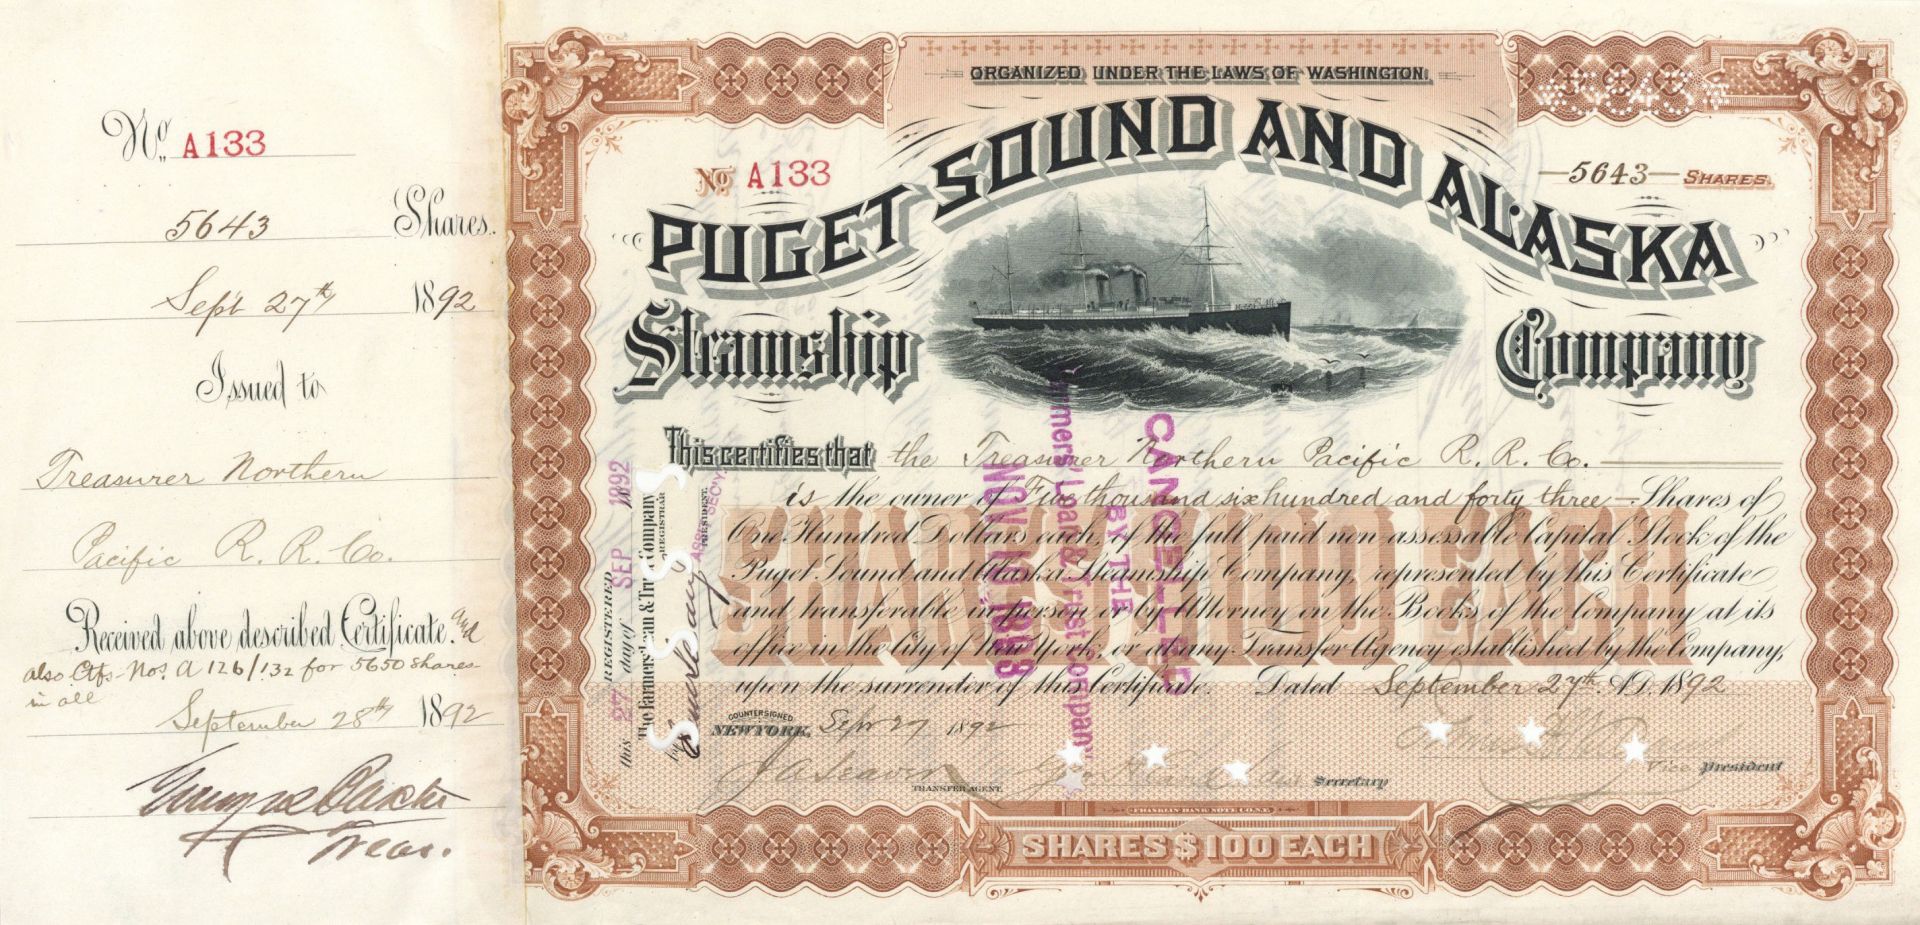 No. A133
5643 Shares.
Sept 27th 1892
Issued to
Treasurer Northern
Pacific R. R. Co.
Received above described Certificate. and
also Ctfs. Nos. A 126/132 for 5650 shares
in all
September 28th 1892
Treas.
ORGANIZED UNDER THE LAWS OF WASHINGTON.
No. A133
—5643— SHARES.
PUGET SOUND AND ALASKA
Steamship Company
This certifies that the Treasurer Northern Pacific R. R. Co.
is the owner of Five thousand six hundred and forty three — Shares of
One Hundred Dollars each, of the full paid non-assessable Capital Stock of the
Puget Sound and Alaska Steamship Company, represented by this Certificate
and transferable in person or by Attorney on the Books of the Company at its
office in the City of New York, or at any Transfer Agency established by the Company,
upon the surrender of this Certificate. Dated September 27th A.D. 1892
SHARES $100 EACH
COUNTERSIGNED
NEW YORK, Sept 27 1892
TRANSFER AGENT.
Secretary
Vice President
FRANKLIN BANK NOTE CO. N.Y.
SHARES $100 EACH
REGISTERED
this 27 day of SEP 1892
The Farmers' Loan & Trust Company
REGISTRAR
By
PRESIDENT
CANCELLED
BY THE
Farmers' Loan & Trust Company
NOV 10 1898